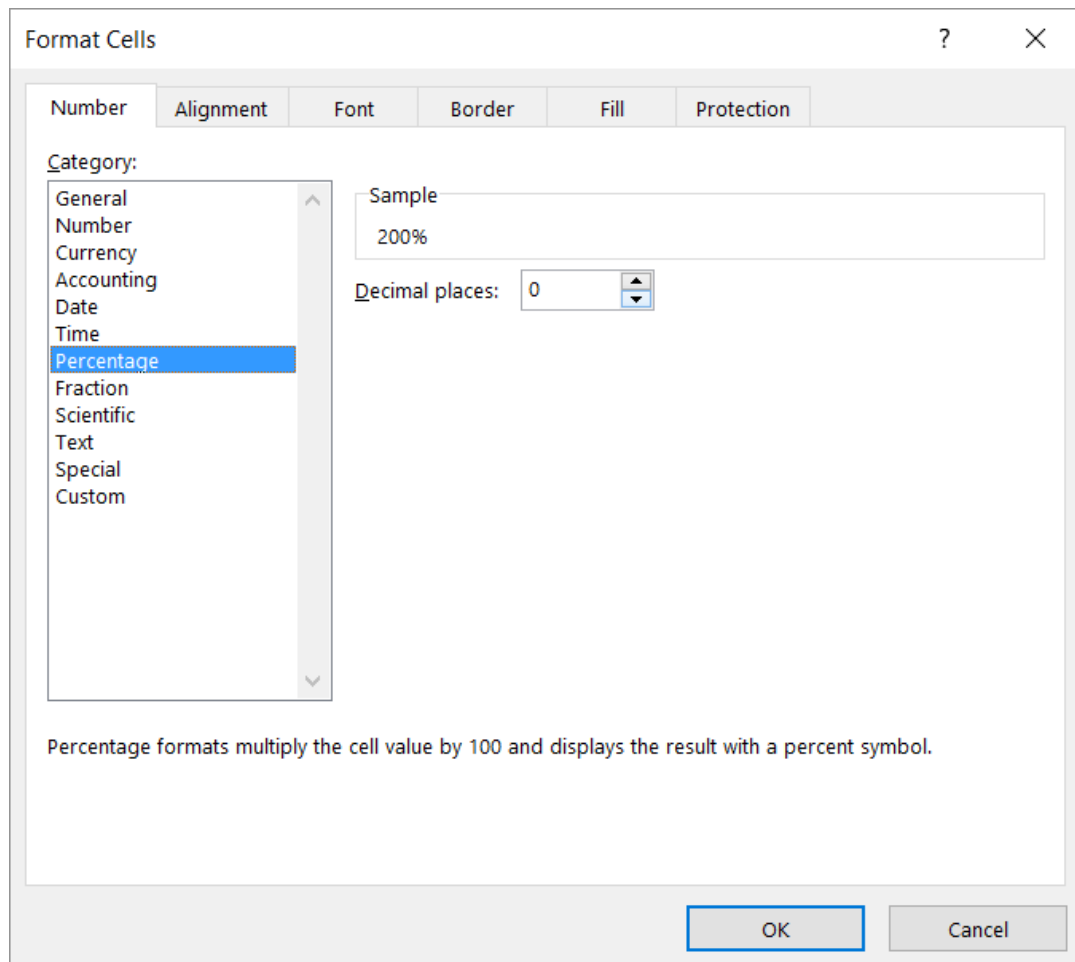 Format Cells ?
Number Alignment Font Border Fill Protection
Category:
General
Number
Currency
Accounting
Date
Time
Percentage
Fraction
Scientific
Text
Special
Custom
Sample
200%
Decimal places: 0
Percentage formats multiply the cell value by 100 and displays the result with a percent symbol.
OK Cancel